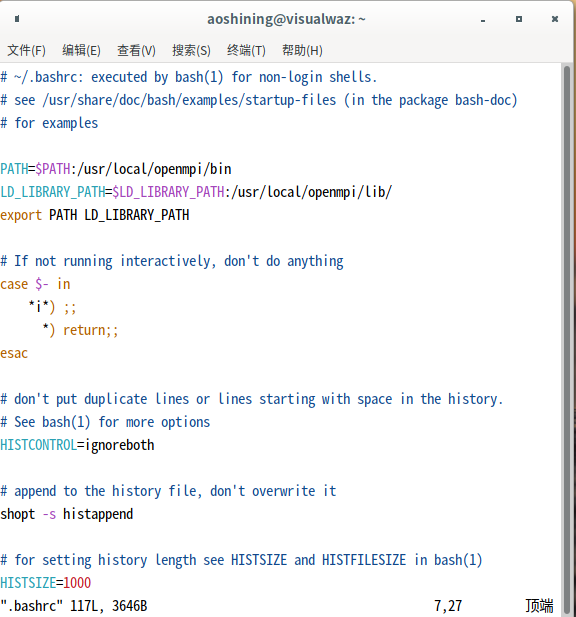 aoshining@visualwaz: ~
文件(F) 编辑(E) 查看(V) 搜索(S) 终端(T) 帮助(H)
# ~/.bashrc: executed by bash(1) for non-login shells.
# see /usr/share/doc/bash/examples/startup-files (in the package bash-doc)
# for examples

PATH=$PATH:/usr/local/openmpi/bin
LD_LIBRARY_PATH=$LD_LIBRARY_PATH:/usr/local/openmpi/lib/
export PATH LD_LIBRARY_PATH

# If not running interactively, don't do anything
case $- in
    *i*) ;;
      *) return;;
esac

# don't put duplicate lines or lines starting with space in the history.
# See bash(1) for more options
HISTCONTROL=ignoreboth

# append to the history file, don't overwrite it
shopt -s histappend

# for setting history length see HISTSIZE and HISTFILESIZE in bash(1)
HISTSIZE=1000
".bashrc" 117L, 3646B 7,27 顶端